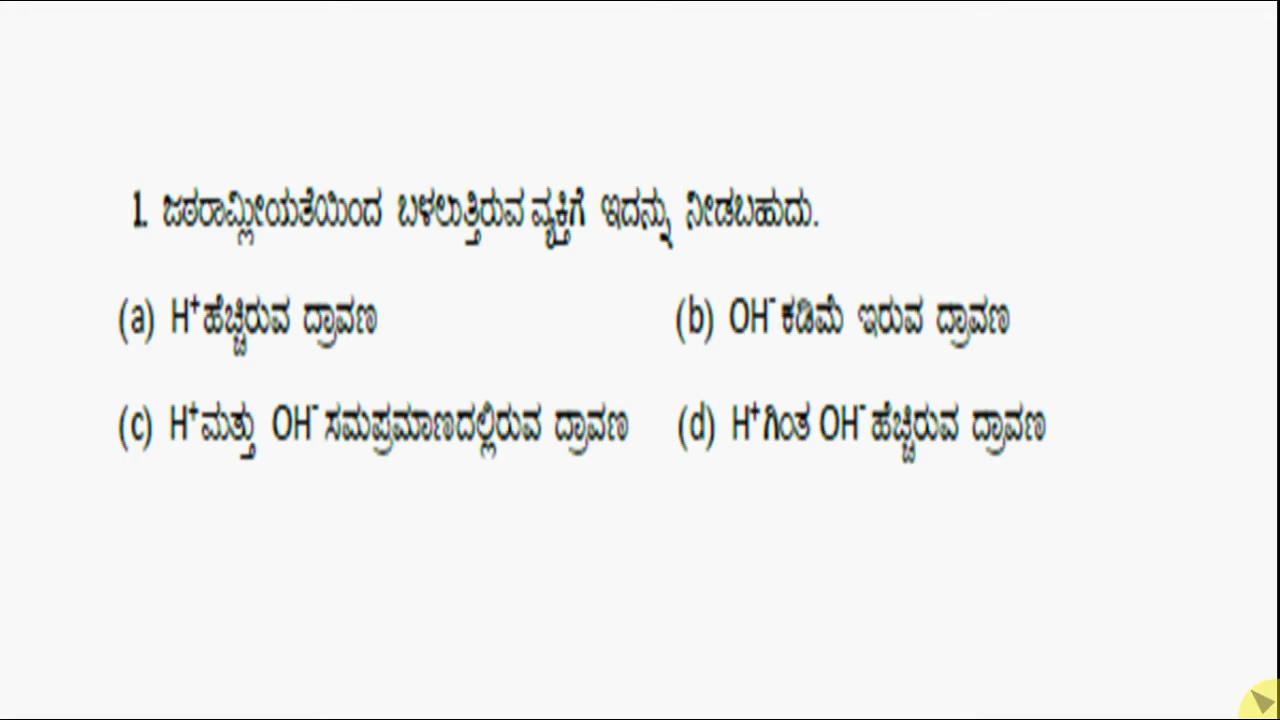 1. ಜಠರಾಮ್ಲೀಯತೆಯಿಂದ ಬಳಲುತ್ತಿರುವ ವ್ಯಕ್ತಿಗೆ ಇದನ್ನು ನೀಡಬಹುದು.
(a) H⁺ ಹೆಚ್ಚಿರುವ ದ್ರಾವಣ (b) OH⁻ ಕಡಿಮೆ ಇರುವ ದ್ರಾವಣ
(c) H⁺ ಮತ್ತು OH⁻ ಸಮಪ್ರಮಾಣದಲ್ಲಿರುವ ದ್ರಾವಣ (d) H⁺ ಗಿಂತ OH⁻ ಹೆಚ್ಚಿರುವ ದ್ರಾವಣ